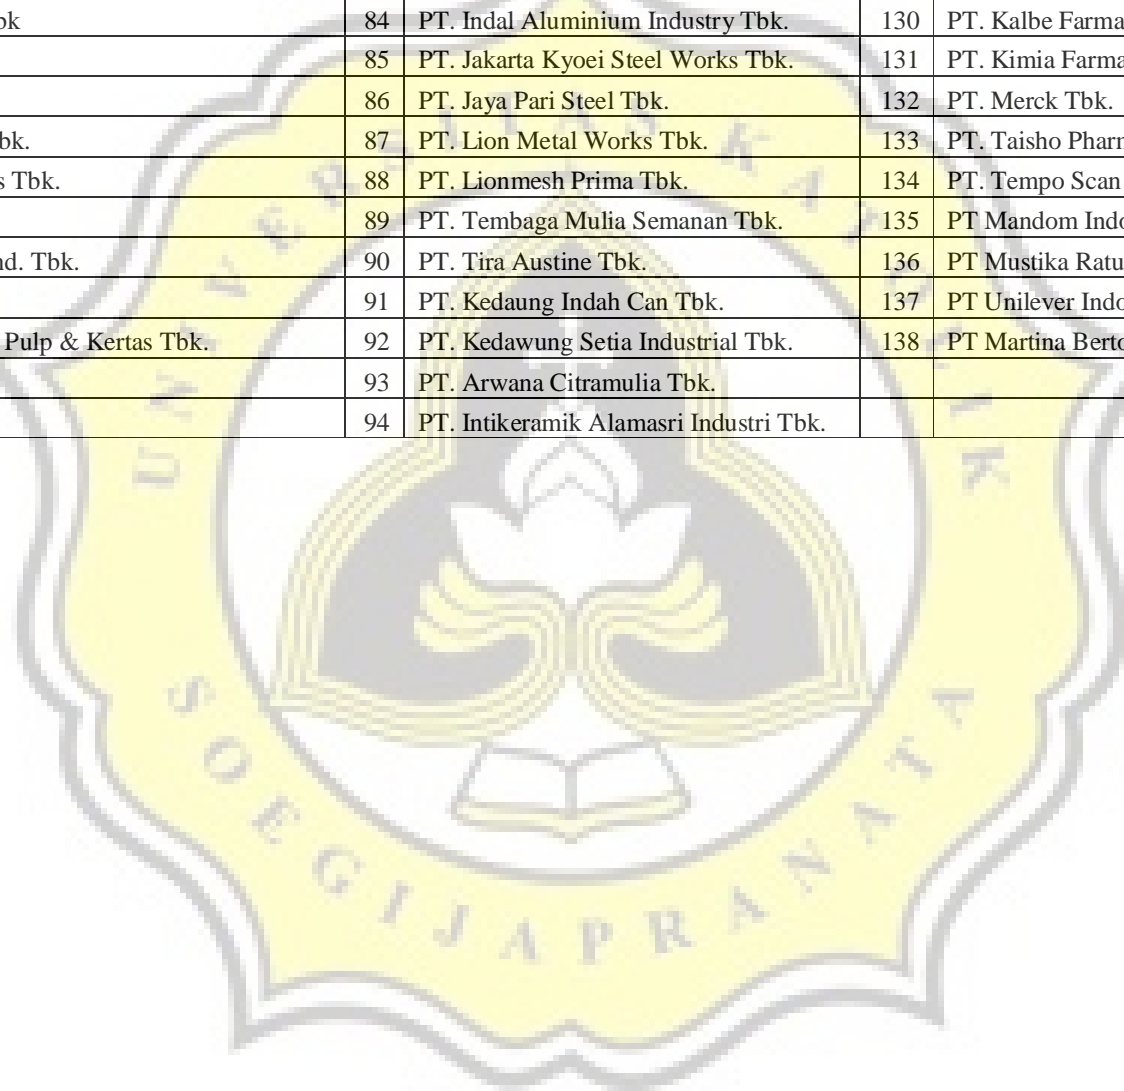 bk 84 PT. Indal Aluminium Industry Tbk. 130 PT. Kalbe Farma
85 PT. Jakarta Kyoei Steel Works Tbk. 131 PT. Kimia Farma
86 PT. Jaya Pari Steel Tbk. 132 PT. Merck Tbk.
bk. 87 PT. Lion Metal Works Tbk. 133 PT. Taisho Pharm
s Tbk. 88 PT. Lionmesh Prima Tbk. 134 PT. Tempo Scan
89 PT. Tembaga Mulia Semanan Tbk. 135 PT Mandom Indo
nd. Tbk. 90 PT. Tira Austine Tbk. 136 PT Mustika Ratu
91 PT. Kedaung Indah Can Tbk. 137 PT Unilever Indo
Pulp & Kertas Tbk. 92 PT. Kedawung Setia Industrial Tbk. 138 PT Martina Berto
93 PT. Arwana Citramulia Tbk.
94 PT. Intikeramik Alamasri Industri Tbk.
UNIVERSITAS KATOLIK
SOEGIJAPRANATA